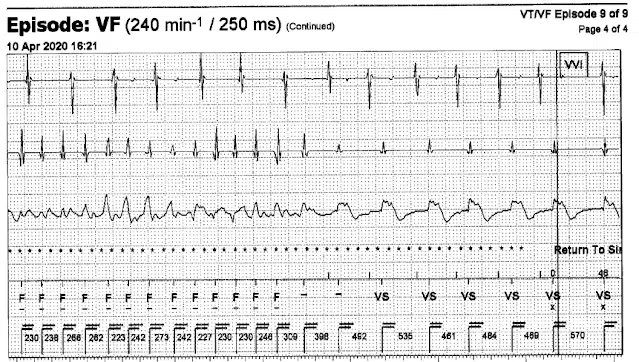 Episode: VF (240 min-1 / 250 ms) (Continued)
VT/VF Episode 9 of 9
Page 4 of 4
10 Apr 2020 16:21
VVI
* * * * * * * * * * * * * * * * * * * * * * * * * * * * * * * * * * * * * * * * * * * *
Return To Si
0 46
F F F F F F F F F F F F F – – VS VS VS VS VS VS
– – – – – – – – – – – – – x x
230 238 266 262 223 242 273 242 227 230 230 246 309 398 492 535 461 484 469 570